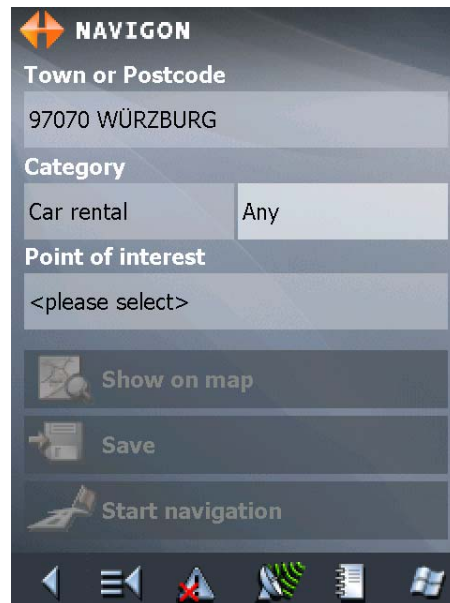 NAVIGON
Town or Postcode
97070 WÜRZBURG
Category
Car rental Any
Point of interest
<please select>
Show on map
Save
Start navigation